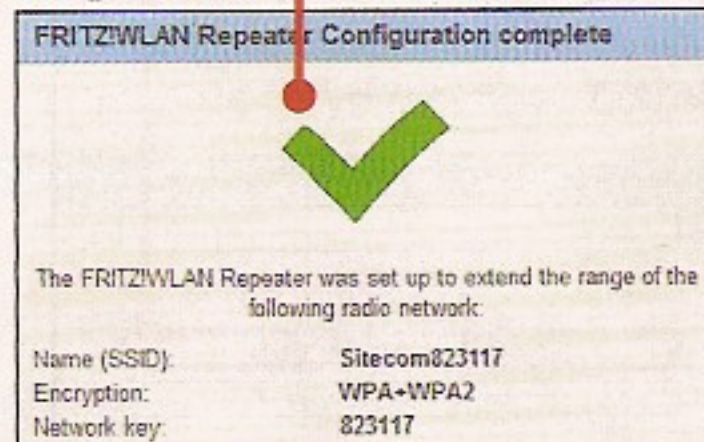 FRITZ!WLAN Repeater Configuration complete
The FRITZ!WLAN Repeater was set up to extend the range of the
following radio network:
Name (SSID): Sitecom823117
Encryption: WPA+WPA2
Network key: 823117